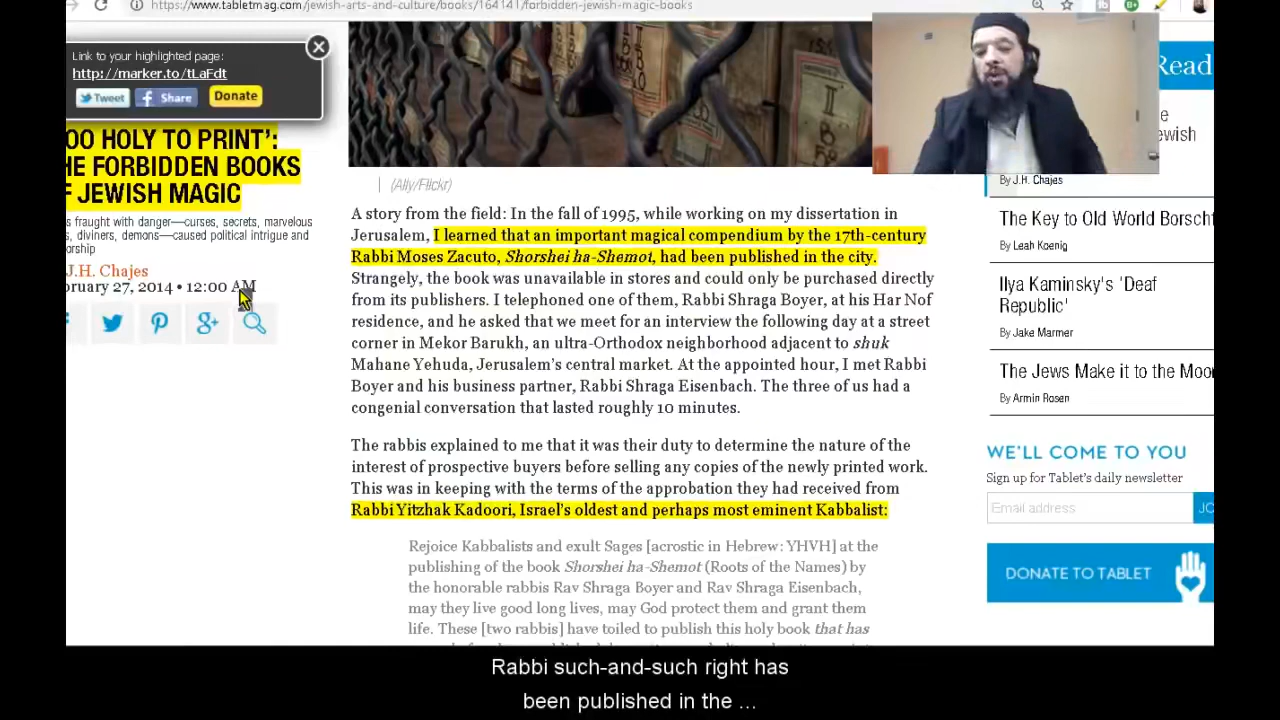 https://www.tabletmag.com/jewish-arts-and-culture/books/164141/forbidden-jewish-magic-books
Link to your highlighted page:
http://marker.to/tLaFdt
Tweet
Share
Donate
OO HOLY TO PRINT’:
HE FORBIDDEN BOOKS
F JEWISH MAGIC
s fraught with danger—curses, secrets, marvelous
s, diviners, demons—caused political intrigue and
orship
J.H. Chajes
bruary 27, 2014 • 12:00 AM
(Ally/Flickr)
A story from the field: In the fall of 1995, while working on my dissertation in
Jerusalem, I learned that an important magical compendium by the 17th-century
Rabbi Moses Zacuto, Shorshei ha-Shemot, had been published in the city.
Strangely, the book was unavailable in stores and could only be purchased directly
from its publishers. I telephoned one of them, Rabbi Shraga Boyer, at his Har Nof
residence, and he asked that we meet for an interview the following day at a street
corner in Mekor Barukh, an ultra-Orthodox neighborhood adjacent to shuk
Mahane Yehuda, Jerusalem’s central market. At the appointed hour, I met Rabbi
Boyer and his business partner, Rabbi Shraga Eisenbach. The three of us had a
congenial conversation that lasted roughly 10 minutes.
The rabbis explained to me that it was their duty to determine the nature of the
interest of prospective buyers before selling any copies of the newly printed work.
This was in keeping with the terms of the approbation they had received from
Rabbi Yitzhak Kadoori, Israel’s oldest and perhaps most eminent Kabbalist:
Rejoice Kabbalists and exult Sages [acrostic in Hebrew: YHVH] at the
publishing of the book Shorshei ha-Shemot (Roots of the Names) by
the honorable rabbis Rav Shraga Boyer and Rav Shraga Eisenbach,
may they live good long lives, may God protect them and grant them
life. These [two rabbis] have toiled to publish this holy book that has
Read
e
ewish
By J.H. Chajes
The Key to Old World Borscht
By Leah Koenig
Ilya Kaminsky's 'Deaf
Republic'
By Jake Marmer
The Jews Make it to the Moo
By Armin Rosen
WE'LL COME TO YOU
Sign up for Tablet's daily newsletter
Email address
JO
DONATE TO TABLET
Rabbi such-and-such right has
been published in the ...